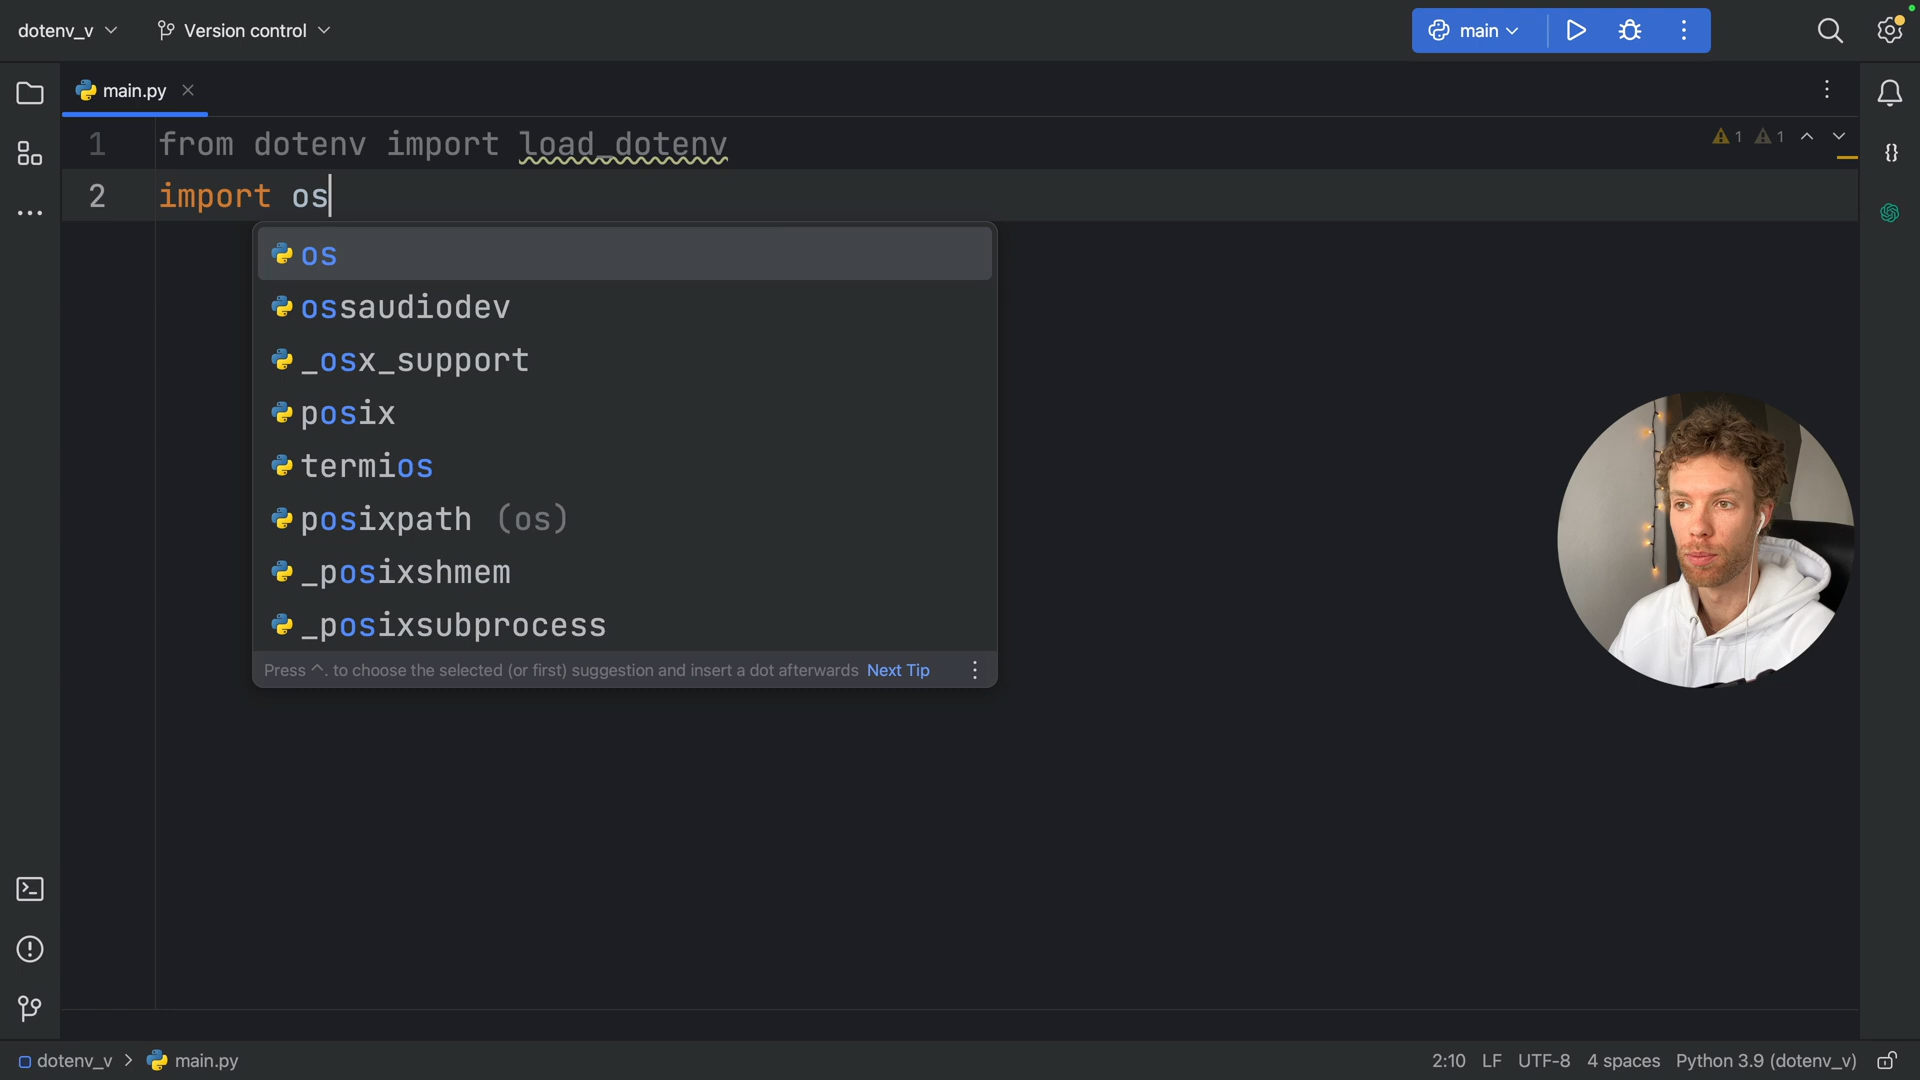 dotenv_v
Version control
main
main.py
1 from dotenv import load_dotenv
1 1
2 import os
os
ossaudiodev
_osx_support
posix
termios
posixpath (os)
_posixshmem
_posixsubprocess
Press ^. to choose the selected (or first) suggestion and insert a dot afterwards Next Tip
dotenv_v > main.py
2:10 LF UTF-8 4 spaces Python 3.9 (dotenv_v)